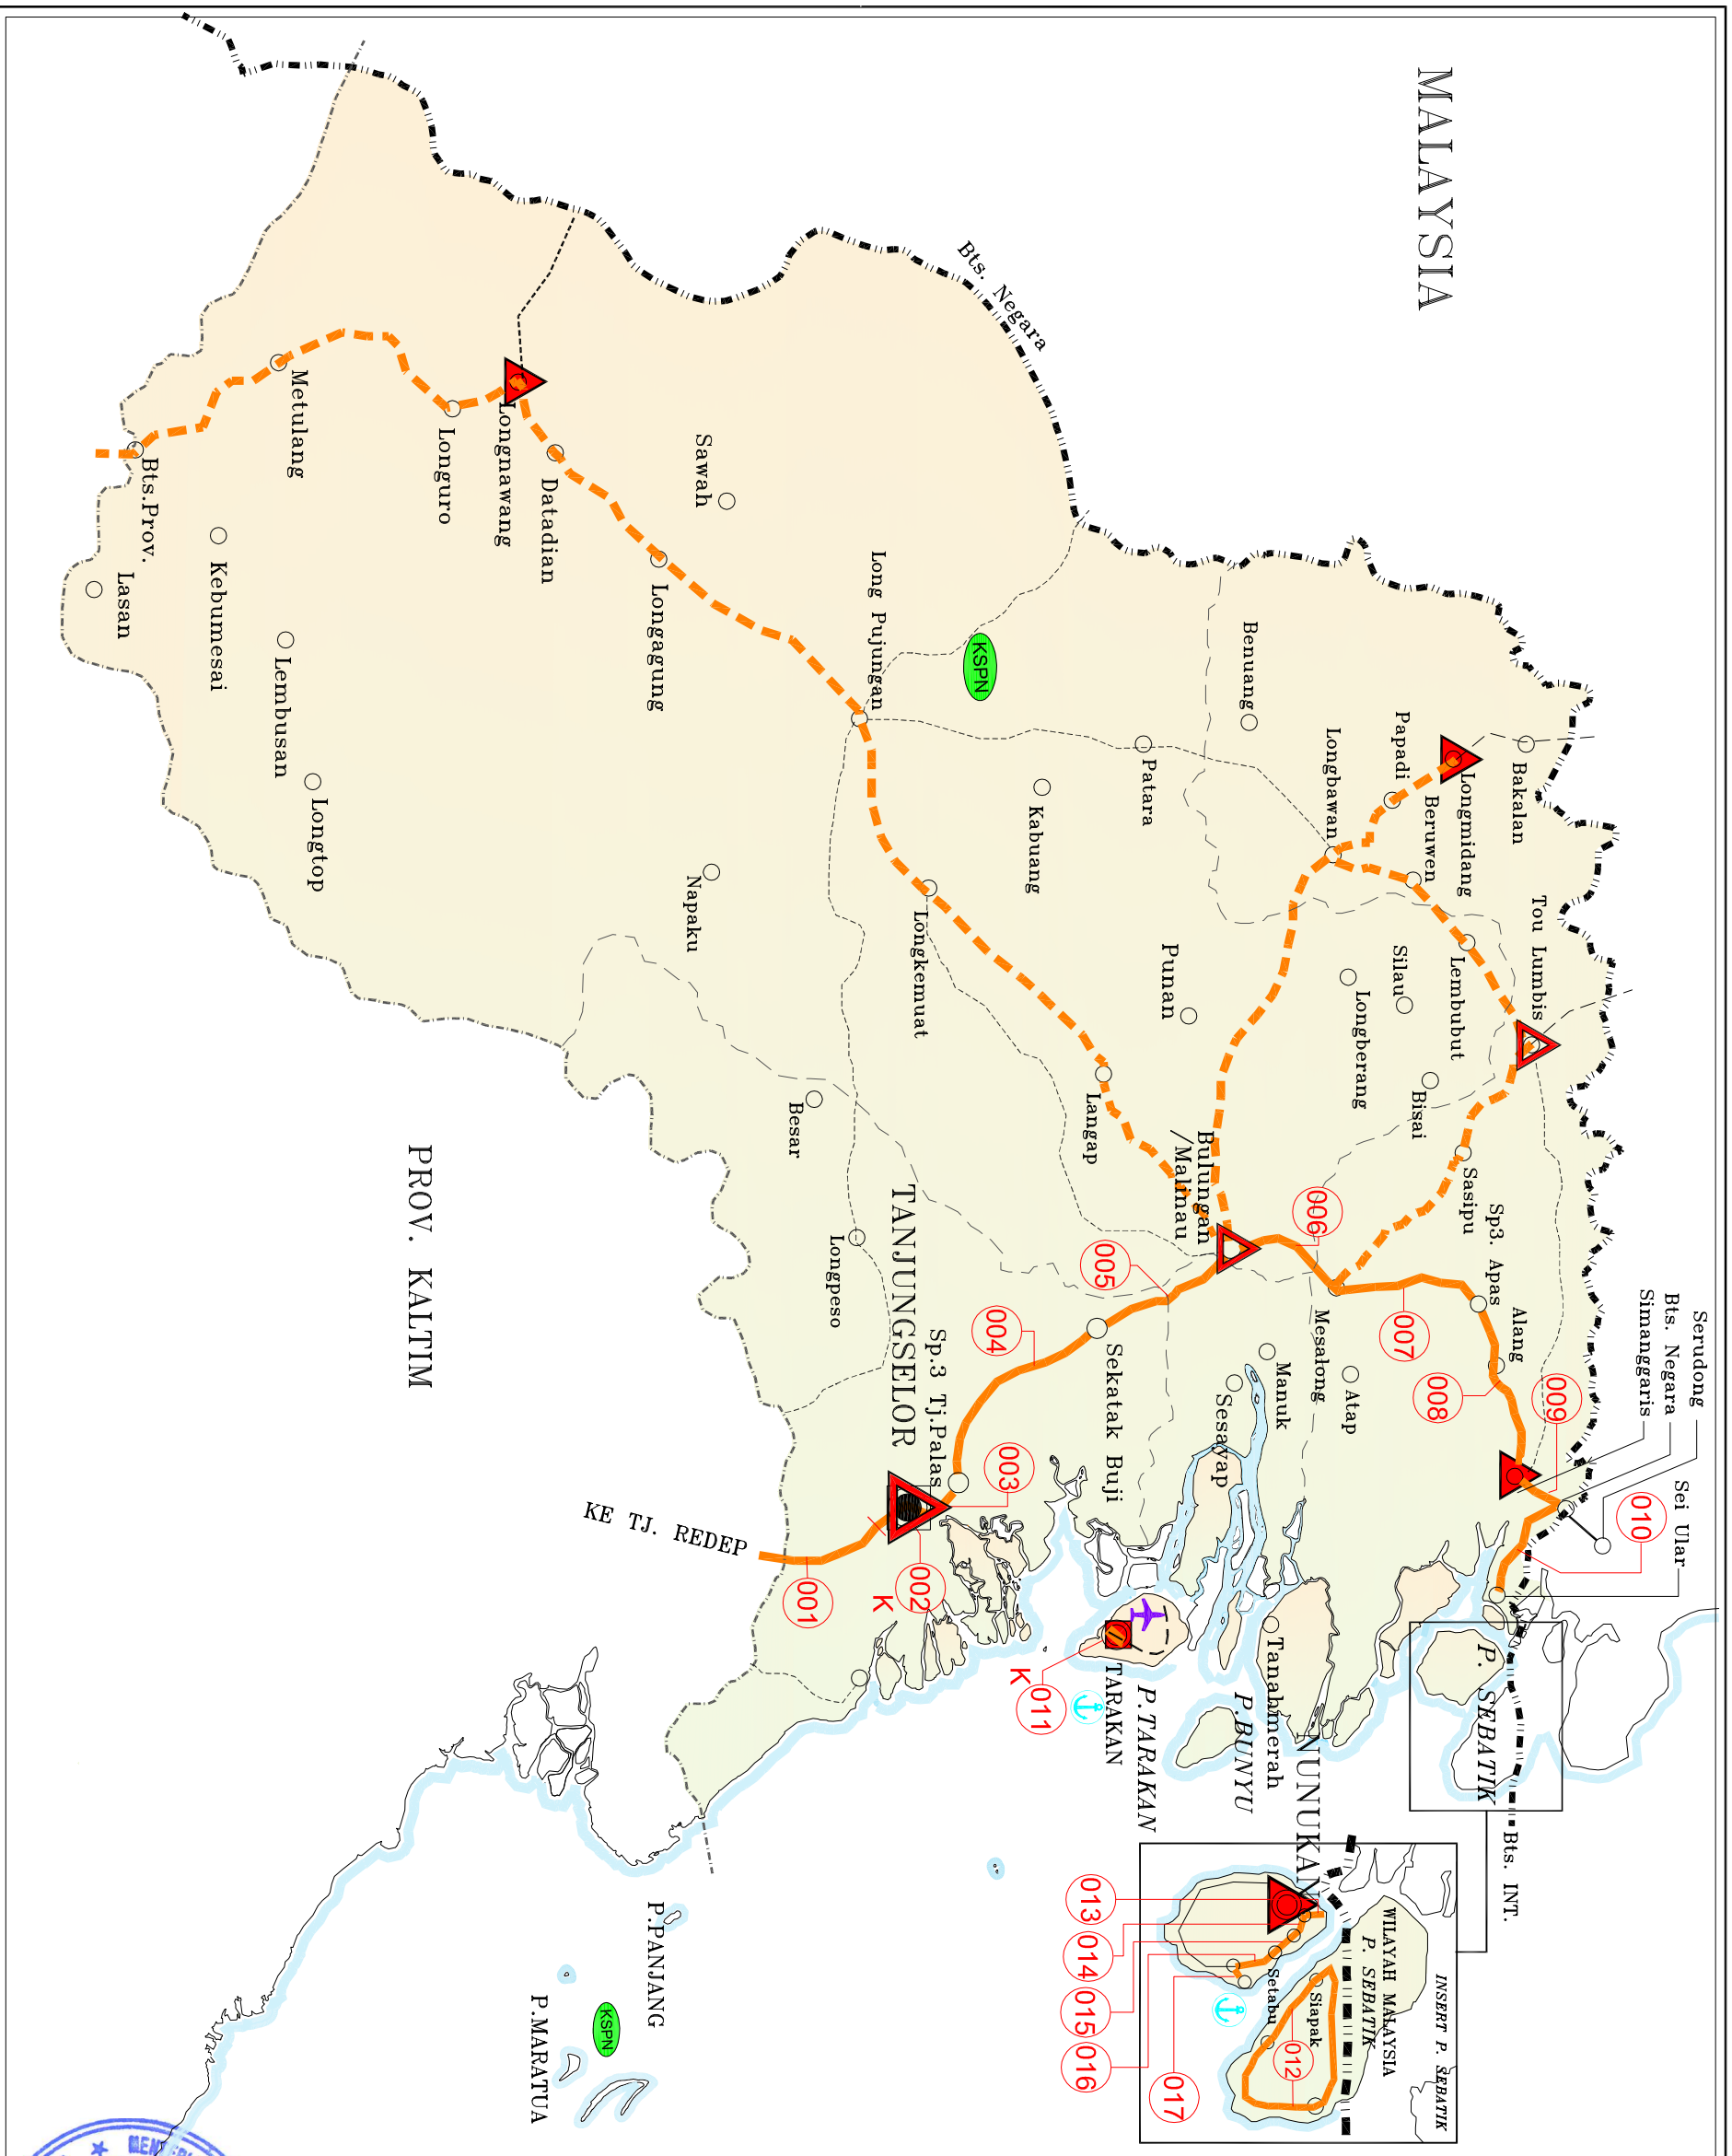 MALAYSIA
Bts. Negara
Serudong
Bts. Negara
Simanggaris
Sei Ular
010
009
008
007
006
005
004
003
002
K
001
Bakalan
Longmidang
Papadi
Beruwen
Longbawan
Benuang
Tou Lumbis
Lembubut
Silau
Longberang
Bisai
Sasipu
Sp3. Apas
Alang
Patara
Kabuang
Punan
KSPN
Long Pujungan
Longkemuat
Langap
Bulungan
/Malinau
Mesalong
Atap
Manuk
Sesayap
Sekatak Buji
Sp.3 Tj.Palas
TANJUNGSELOR
Longpeso
Besar
Napaku
Sawah
Longagung
Datadian
Longnawang
Longuro
Metulang
Bts.Prov.
Kebumesai
Lasan
Lembusan
Longtop
PROV. KALTIM
KE TJ. REDEP
P. SEBATIK
Bts. INT.
NUNUKAN
Tanahmerah
P.BUNYU
P.TARAKAN
TARAKAN
011
K
INSERT P. SEBATIK
WILAYAH MALAYSIA
P. SEBATIK
Siapak
Setabu
012
013
014
015
016
017
P.PANJANG
KSPN
P.MARATUA